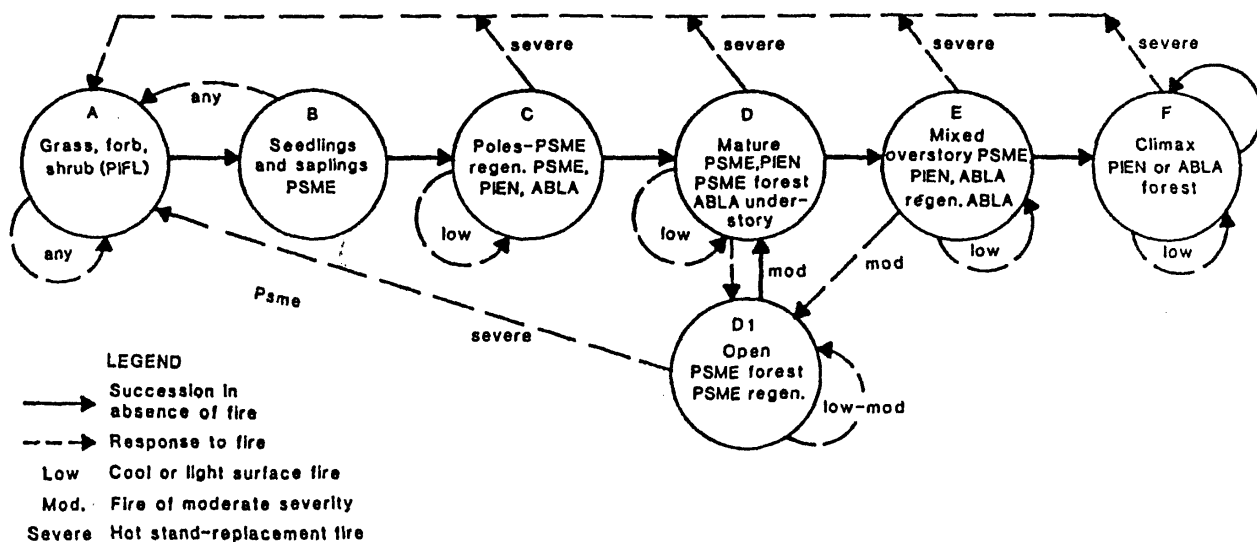 severe
severe
severe
severe
any
A
Grass, forb,
shrub (PIFL)
any
B
Seedlings
and saplings
PSME
C
Poles-PSME
regen. PSME,
PIEN, ABLA
low
D
Mature
PSME, PIEN
PSME forest
ABLA under-
story
low
E
Mixed
overstory PSME
PIEN, ABLA
regen. ABLA
low
F
Climax
PIEN or ABLA
forest
low
mod
mod
Psme
severe
D1
Open
PSME forest
PSME regen.
low-mod
LEGEND
Succession in
absence of fire
Response to fire
Low Cool or light surface fire
Mod. Fire of moderate severity
Severe Hot stand-replacement fire